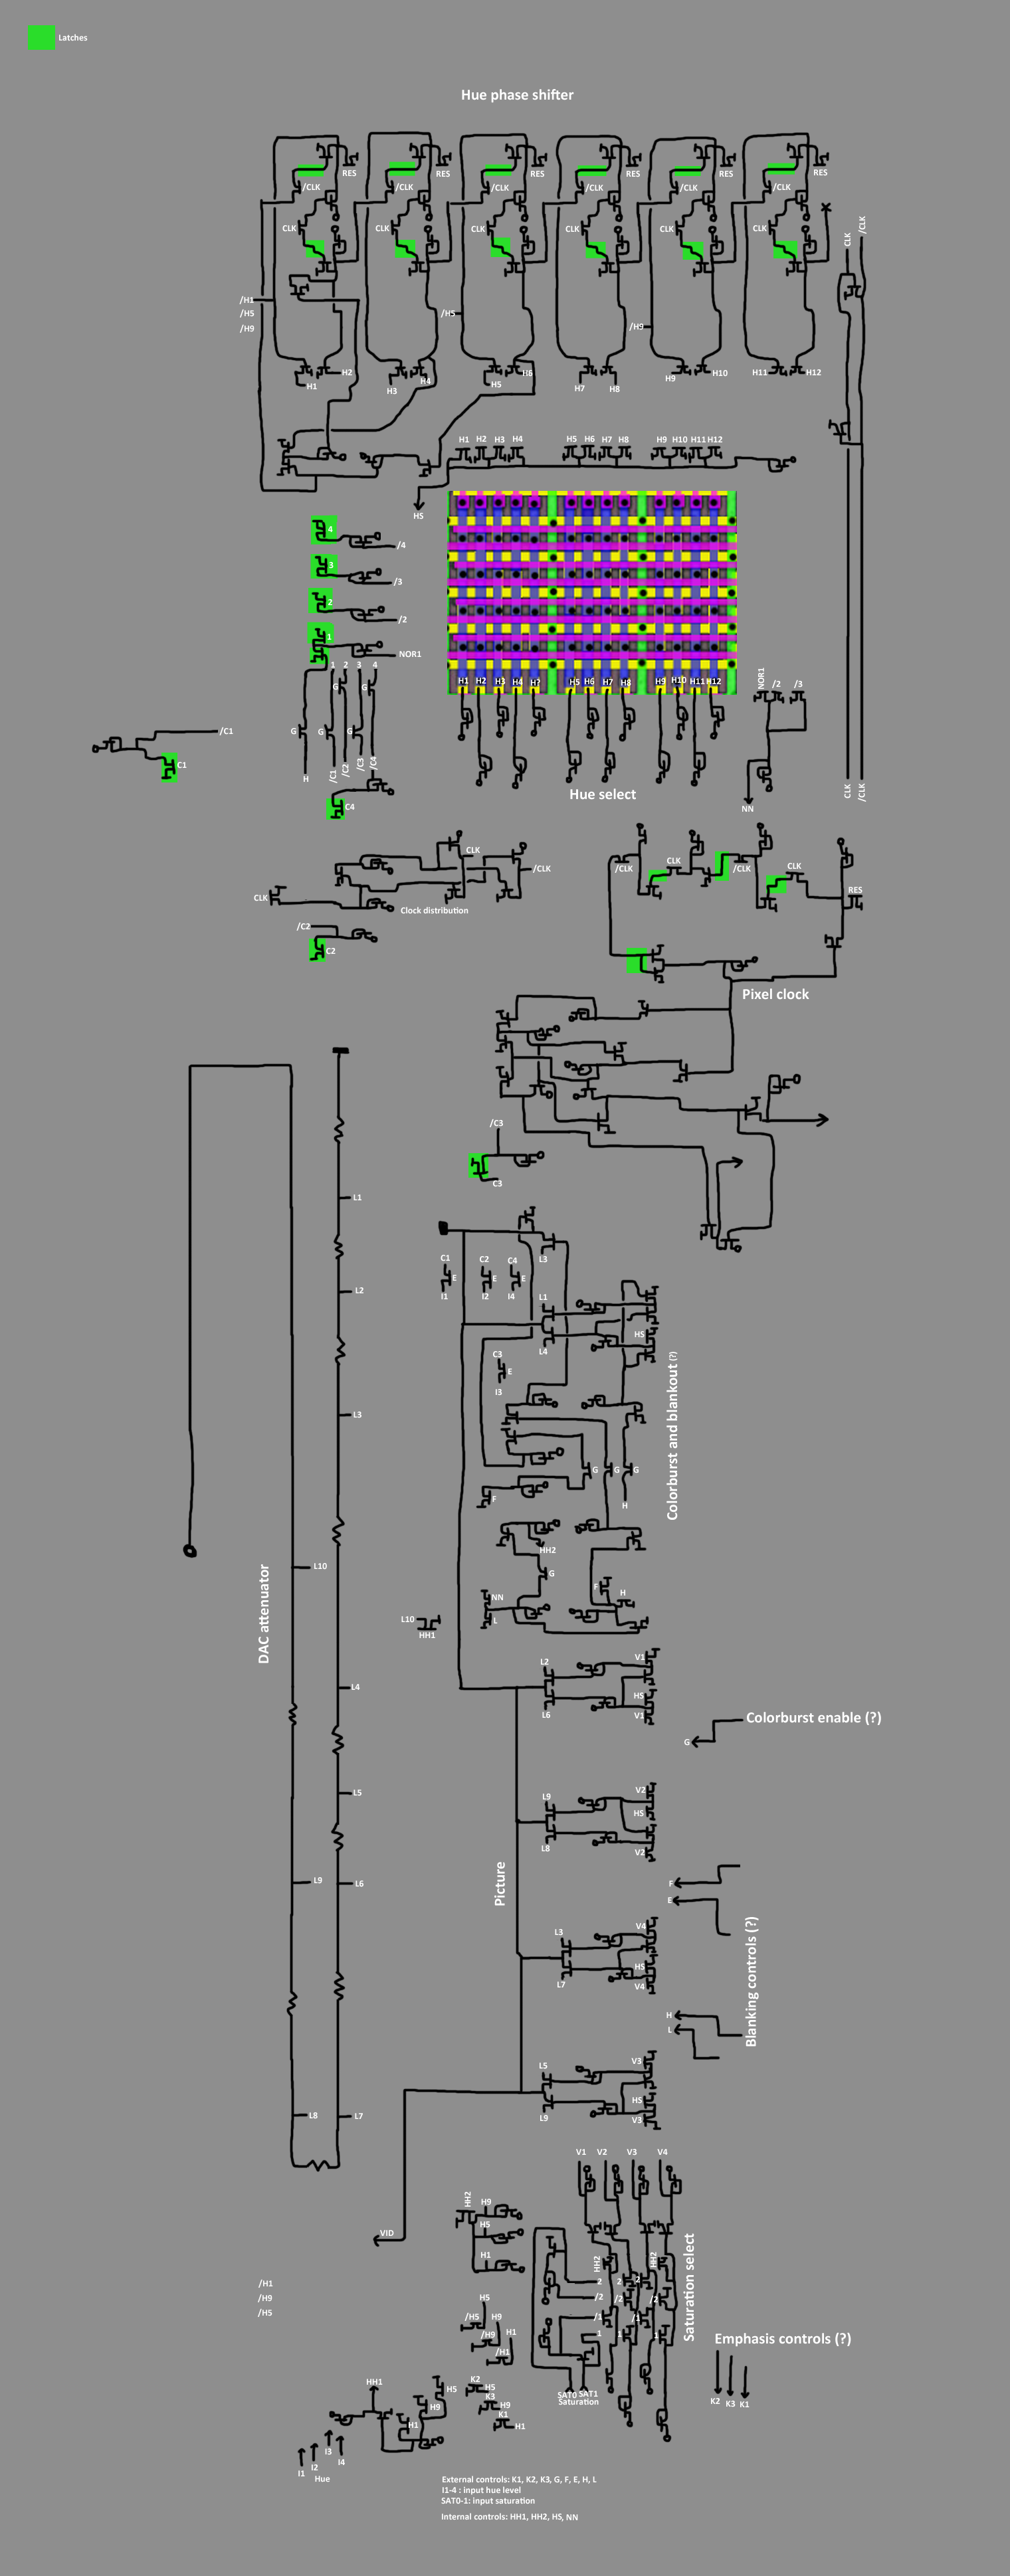 Latches
Hue phase shifter
RES RES RES RES RES RES
/CLK /CLK /CLK /CLK /CLK /CLK
CLK CLK CLK CLK CLK CLK
CLK /CLK
/H1
/H5 /H5
/H9 /H9
H1 H2 H3 H4 H5 H6 H7 H8 H9 H10 H11 H12
H1 H2 H3 H4 H5 H6 H7 H8 H9 H10 H11 H12
HS
4 /4
3 /3
2 /2
1 NOR1
1 2 3 4
H1 H2 H3 H4 H? H5 H6 H7 H8 H9 H10 H11 H12
G G
NOR1 /2 /3
G G G
/C1
C1
H /C1 /C2 /C3 /C4
Hue select
CLK /CLK
C4
NN
CLK /CLK
/CLK CLK /CLK CLK
CLK
Clock distribution
RES
/C2
C2
Pixel clock
/C3
C3
L1
C1 C2 C4 L3
E E E
I1 I2 I4
L1
L2
HS
L4
C3
E
I3
Colorburst and blankout (?)
L3
G G G
F
H
HH2
L10
G
DAC attenuator
F H
NN
L
L10
HH1
L2 V1
L4
HS
L6 V1
Colorburst enable (?)
G
V2
L5
L9
HS
L8 V2
Picture
L9 L6
F
E
V4
L3
HS
L7 V4
H
L
Blanking controls (?)
V3
L5
HS
L9 V3
L8 L7
V1 V2 V3 V4
HH2 H9
H5
VID
H1
HH2 HH2
Saturation select
/H1
/H9
/H5
2 2 2
/2 /2 /2
H5
/H5 H9
/1 /1
/H9 H1
1 1 1
/H1
Emphasis controls (?)
K2
H5
K3
H9
K1
H1
HH1
H5
H9
H1
SAT0 SAT1
Saturation
K2 K3 K1
I1 I2 I3 I4
Hue
External controls: K1, K2, K3, G, F, E, H, L
I1-4 : input hue level
SAT0-1: input saturation
Internal controls: HH1, HH2, HS, NN